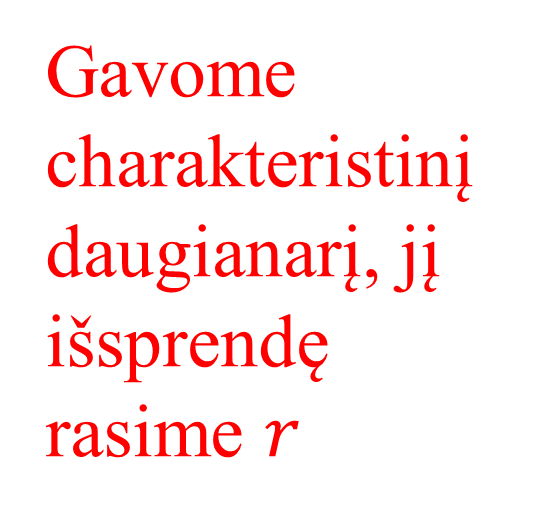 Gavome
charakteristinį
daugianarį, jį
išsprendę
rasime r